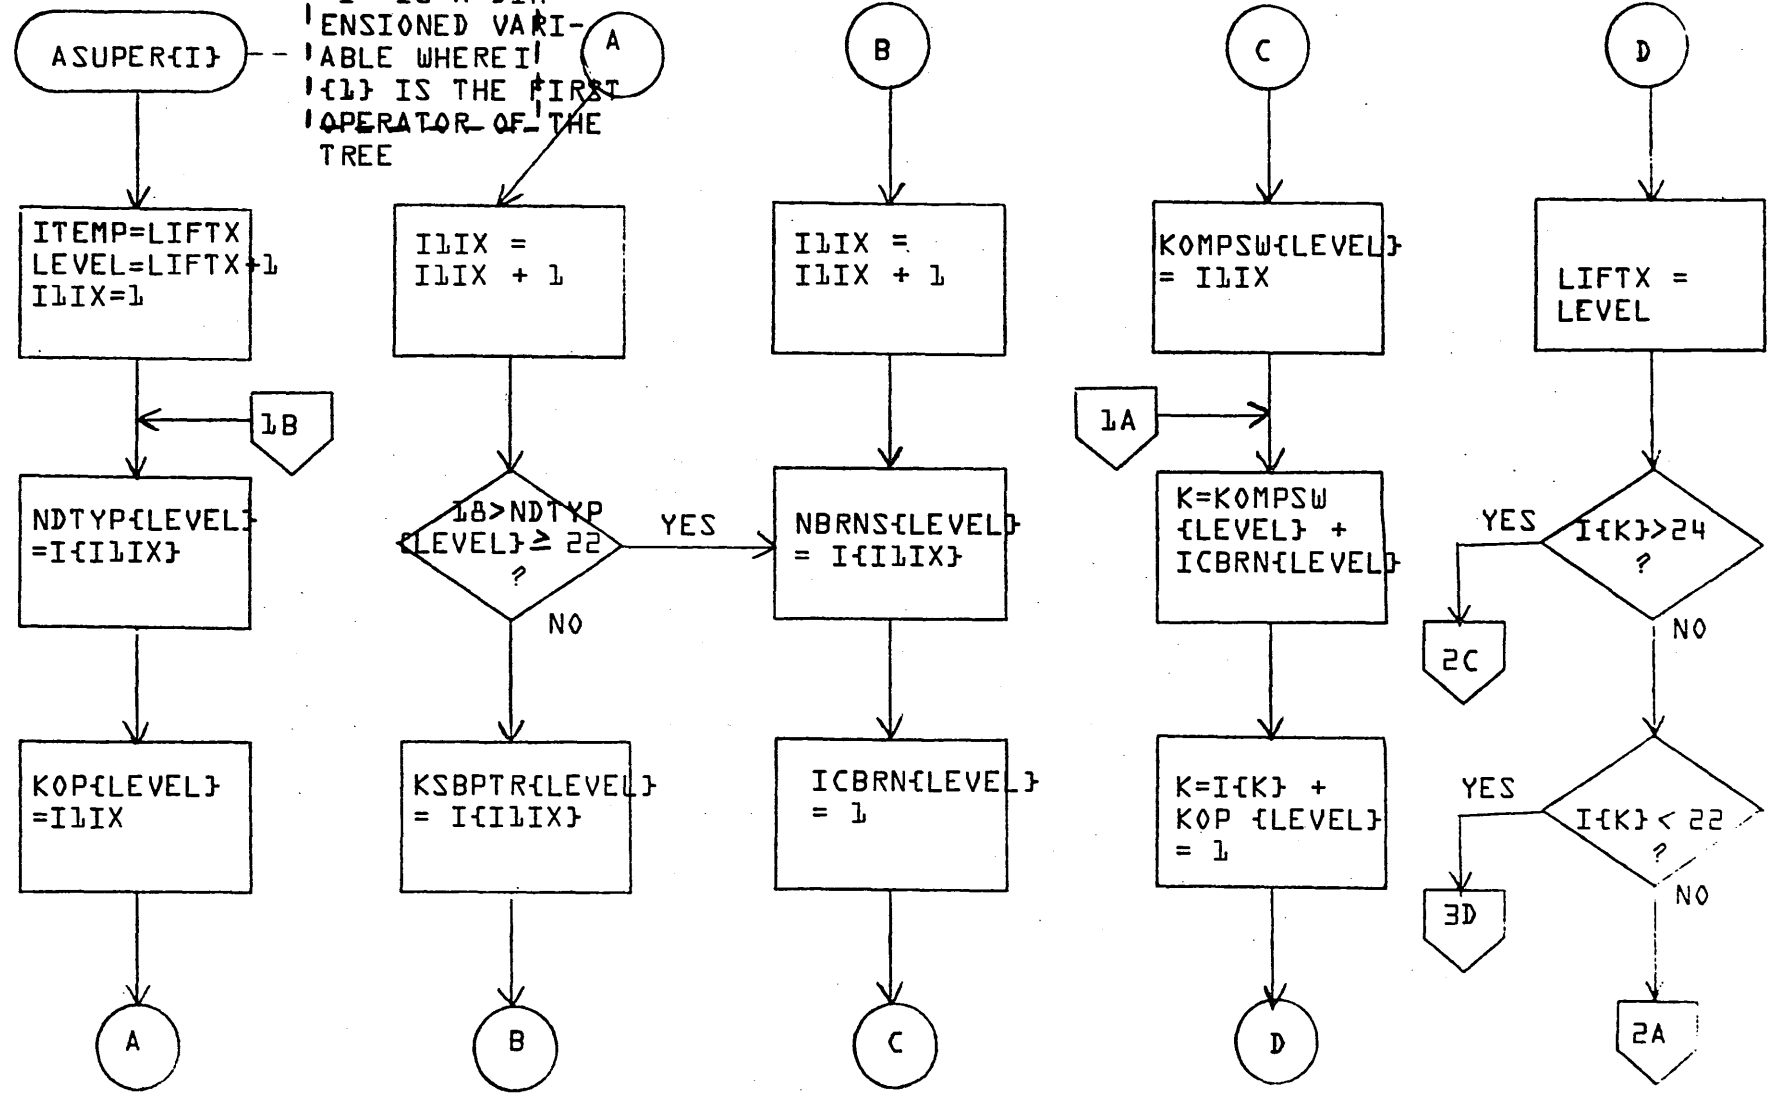 ASUPER{I}
ENSIONED VARI-
ABLE WHEREI
{1} IS THE FIRST
OPERATOR OF THE
TREE
ITEMP=LIFTX
LEVEL=LIFTX+1
I1IX=1
1B
NDTYP{LEVEL}
=I{I1IX}
KOP{LEVEL}
=I1IX
A
A
I1IX =
I1IX + 1
18>NDTYP
{LEVEL}≥ 22
?
YES
NO
KSBPTR{LEVEL}
= I{I1IX}
B
B
I1IX =
I1IX + 1
NBRNS{LEVEL}
= I{I1IX}
ICBRN{LEVEL}
= 1
C
C
KOMPSW{LEVEL}
= I1IX
1A
K=KOMPSW
{LEVEL} +
ICBRN{LEVEL}
K=I{K} +
KOP {LEVEL}
= 1
D
D
LIFTX =
LEVEL
I{K}>24
?
YES
2C
NO
I{K} < 22
?
YES
3D
NO
2A